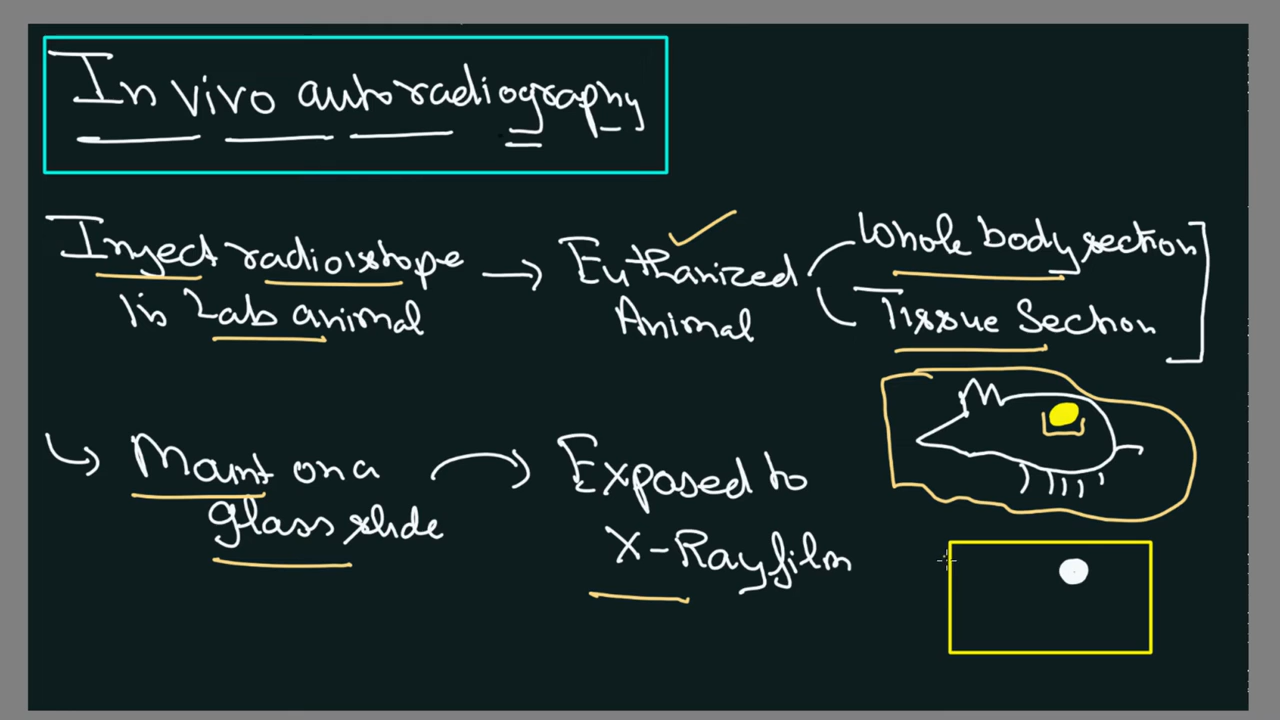 In vivo autoradiography
Inject radioisotope
in Lab animal
→ Euthanized
Animal
Whole body section
Tissue Section
Mount on a
glass slide
Exposed to
X-Ray film